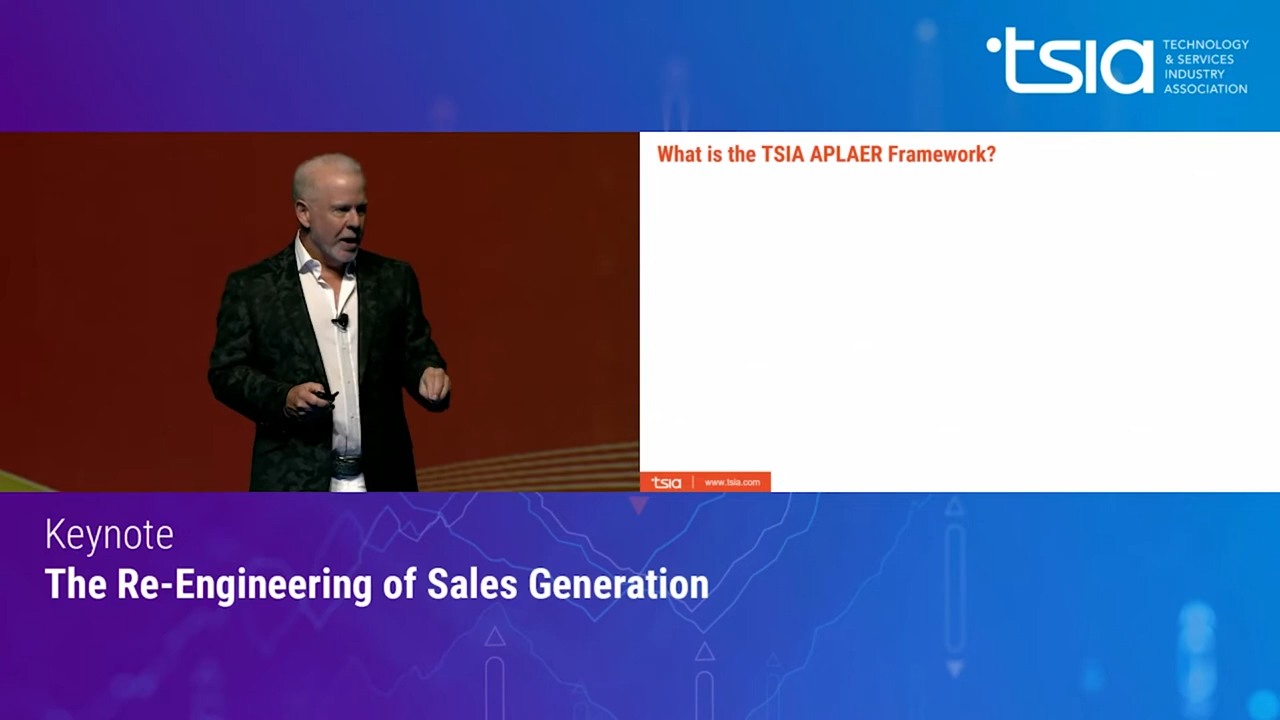 tsia
TECHNOLOGY
& SERVICES
INDUSTRY
ASSOCIATION
What is the TSIA APLAER Framework?
tsia | www.tsia.com
Keynote
The Re-Engineering of Sales Generation